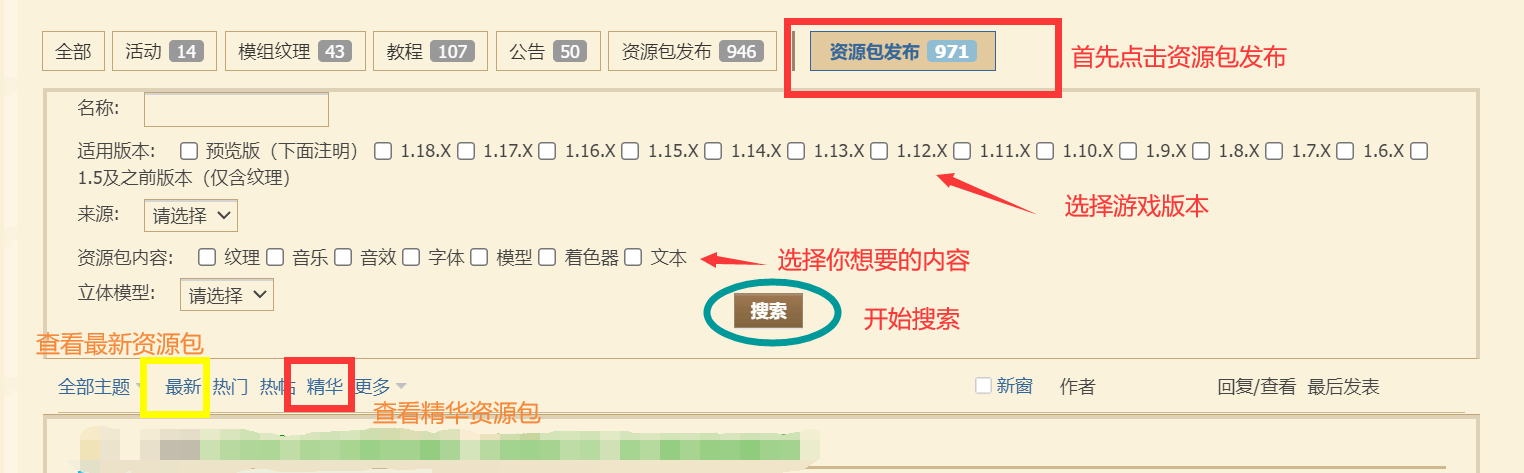 全部 活动 14 模组纹理 43 教程 107 公告 50 资源包发布 946 资源包发布 971 首先点击资源包发布
名称:
适用版本: 预览版（下面注明） 1.18.X 1.17.X 1.16.X 1.15.X 1.14.X 1.13.X 1.12.X 1.11.X 1.10.X 1.9.X 1.8.X 1.7.X 1.6.X
1.5及之前版本（仅含纹理）
来源: 请选择 选择游戏版本
资源包内容: 纹理 音乐 音效 字体 模型 着色器 文本 选择你想要的内容
立体模型: 请选择 搜索 开始搜索
查看最新资源包
全部主题 最新 热门 热帖 精华 更多 新窗 作者 回复/查看 最后发表
查看精华资源包